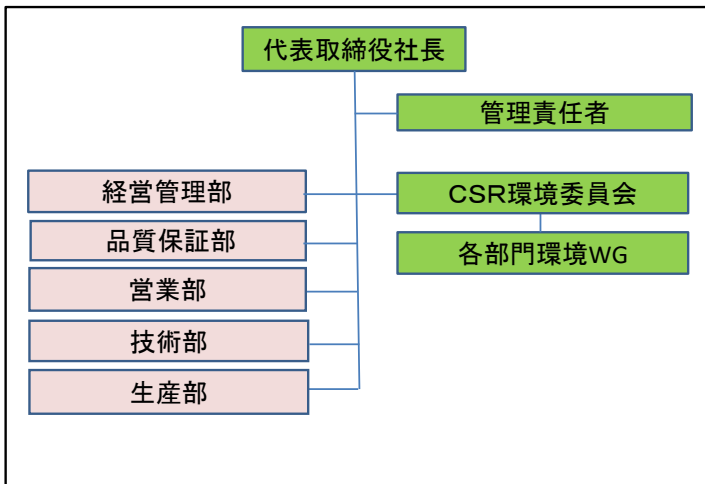 代表取締役社長
管理責任者
経営管理部
CSR環境委員会
品質保証部
各部門環境WG
営業部
技術部
生産部